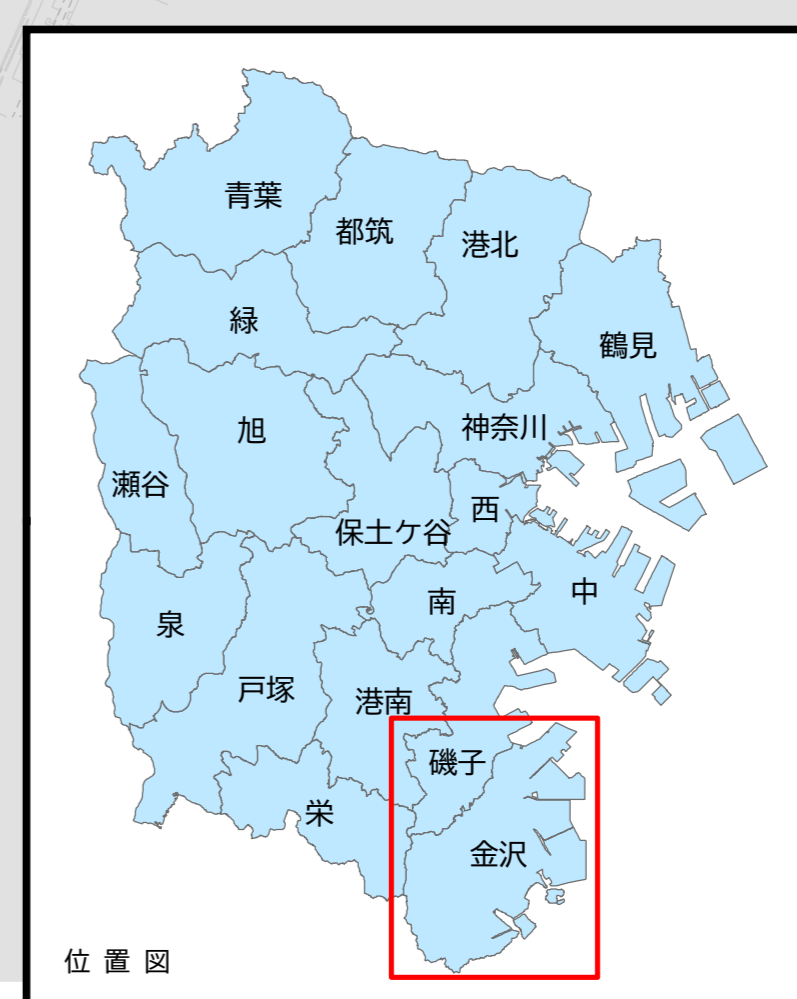 青葉
都筑
港北
緑
鶴見
旭
神奈川
瀬谷
西
保土ケ谷
中
南
泉
戸塚
港南
磯子
栄
金沢
位置図